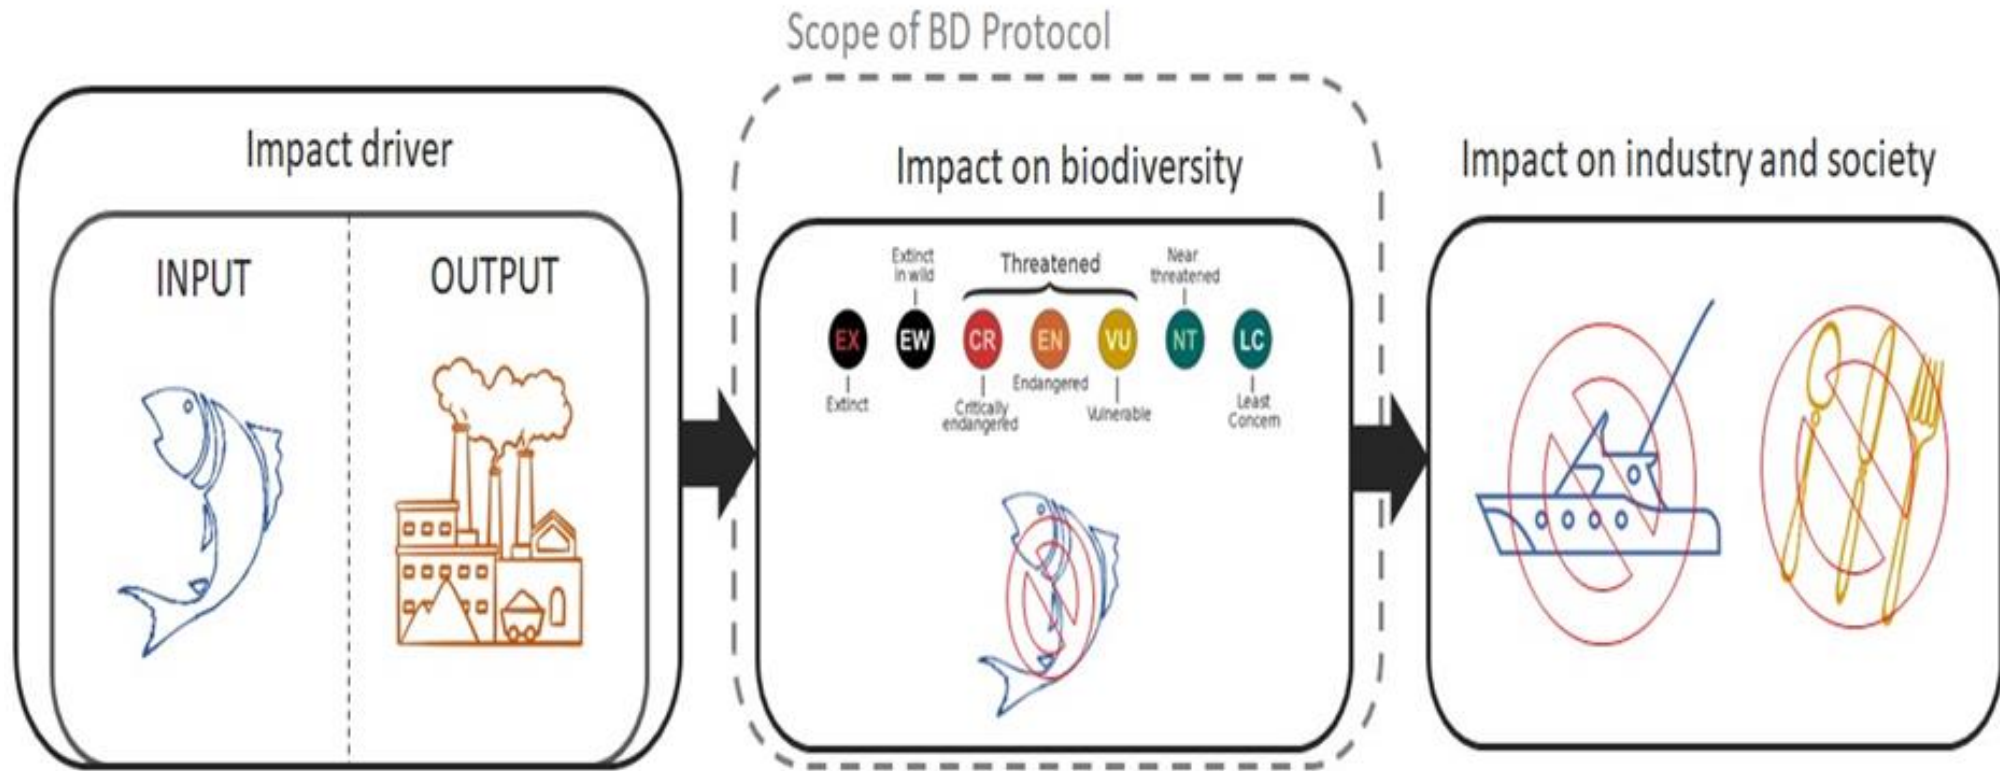 Scope of BD Protocol
Impact driver
INPUT
OUTPUT
Impact on biodiversity
Extinct
in wild
Threatened
Near
threatened
EX
EW
CR
EN
VU
NT
LC
Extinct
Critically
endangered
Endangered
Vulnerable
Least
Concern
Impact on industry and society